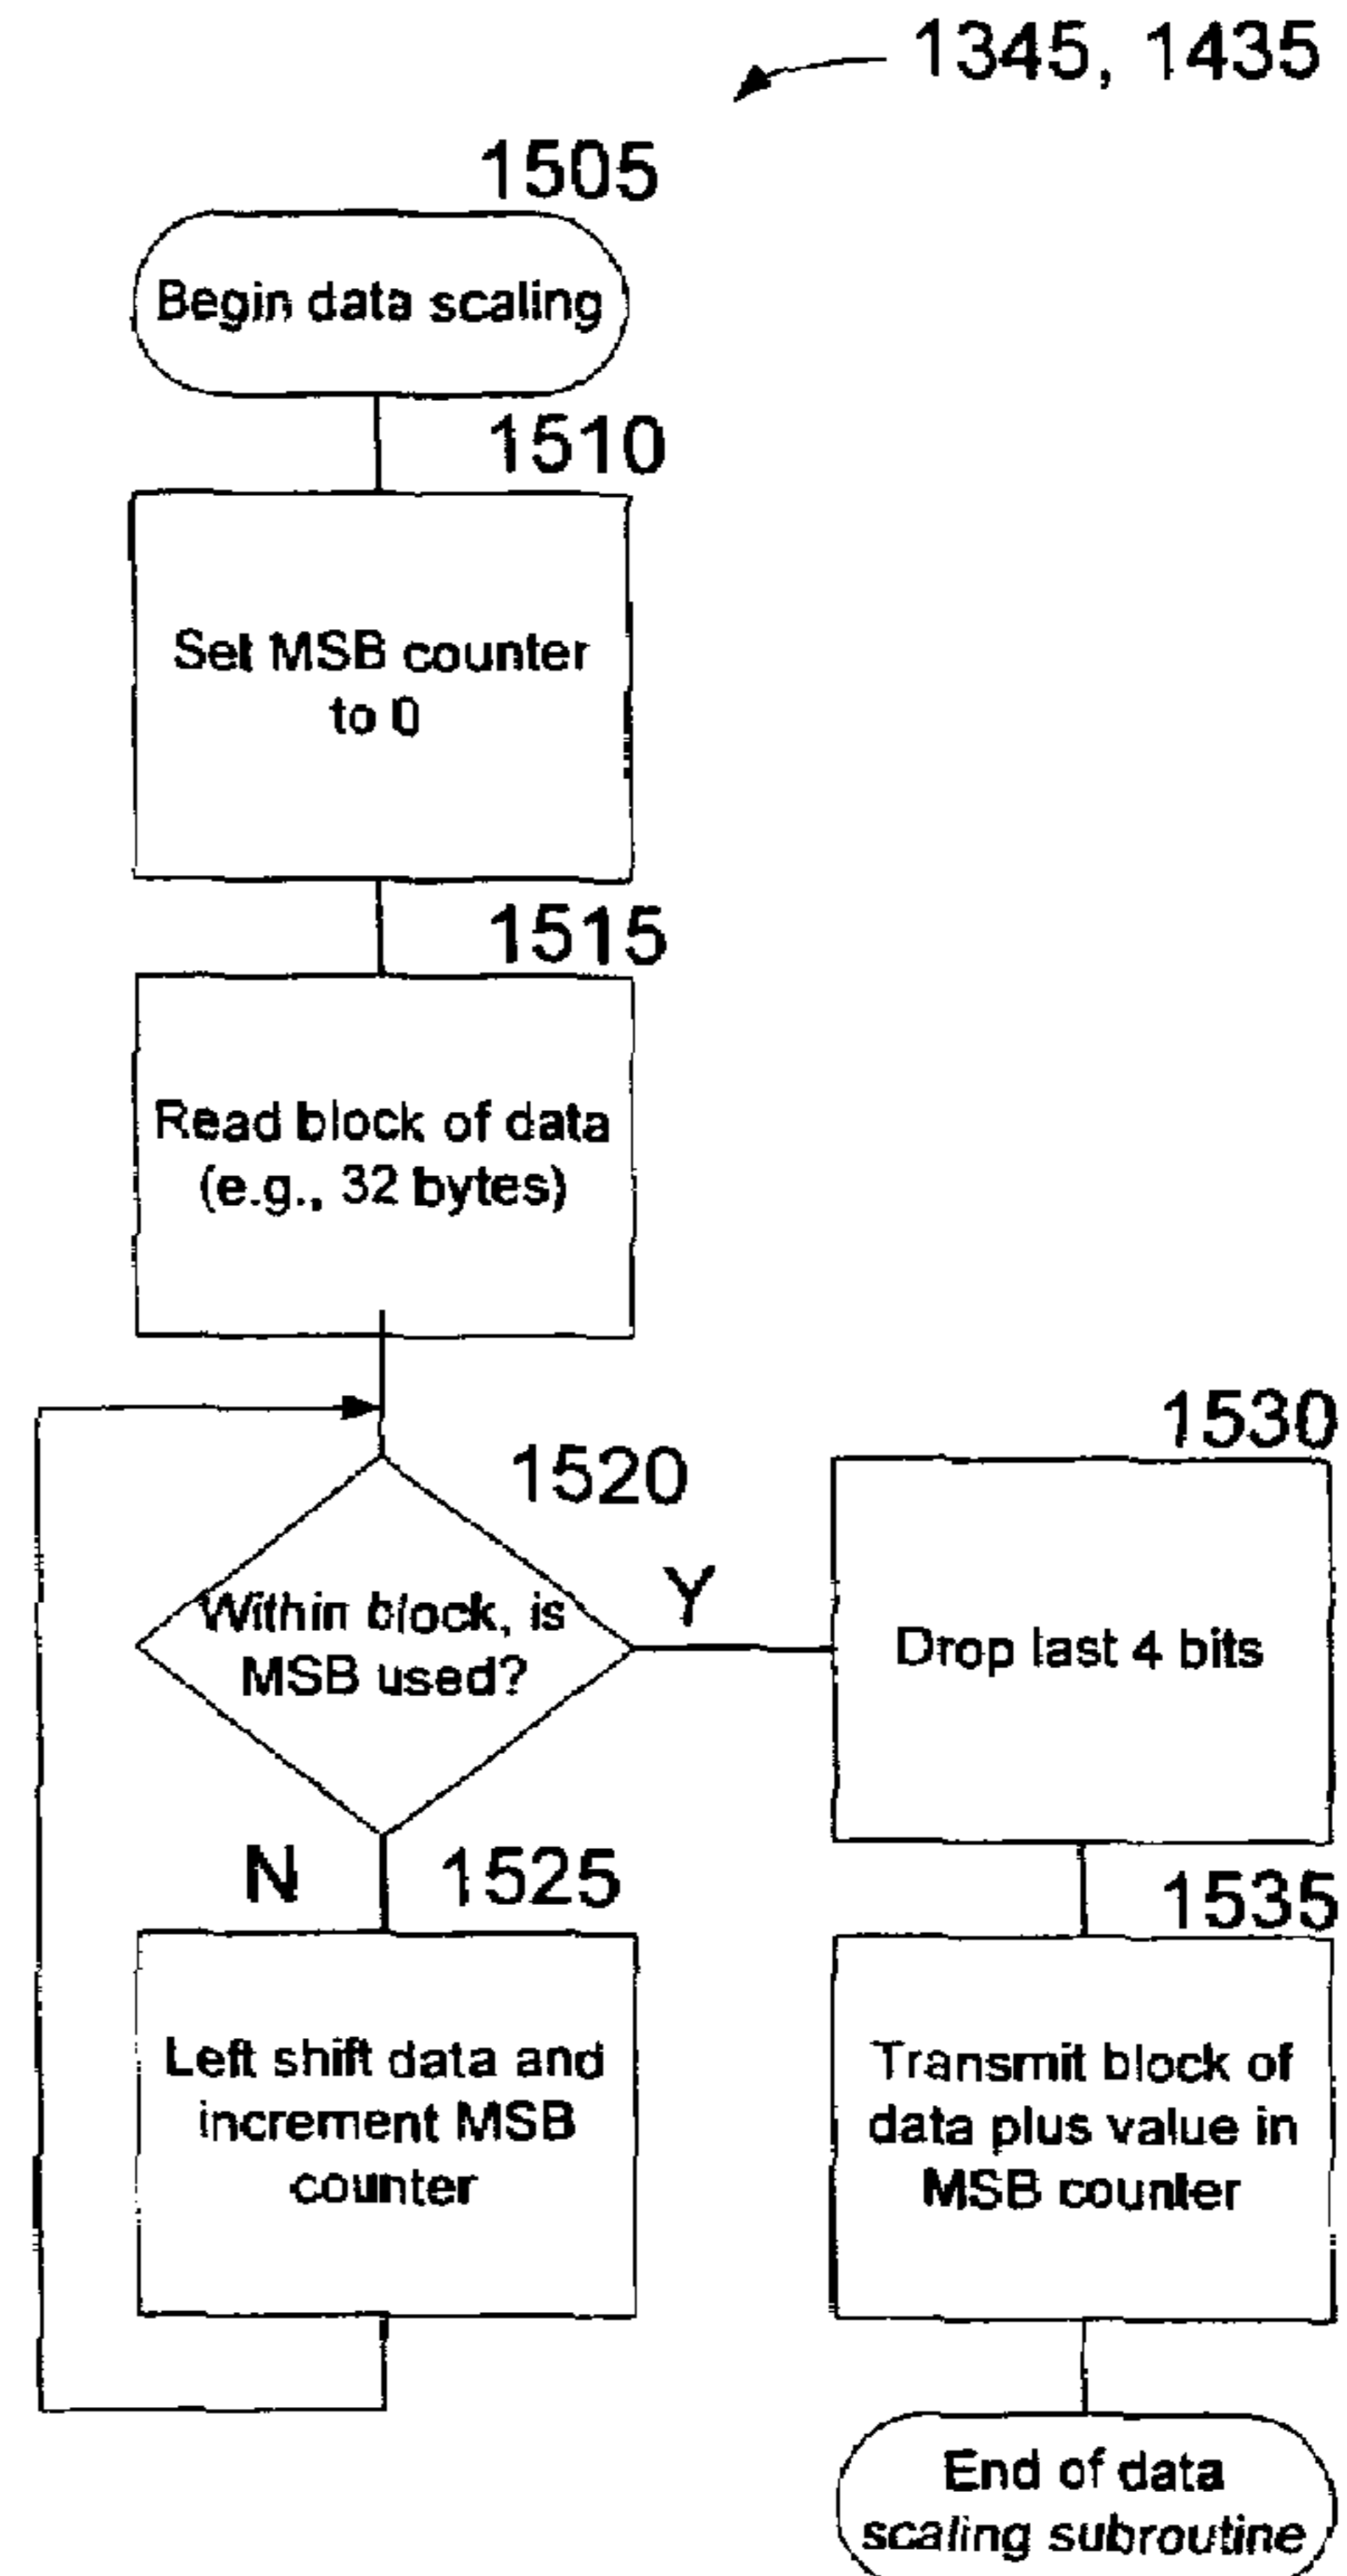 1345, 1435
1505
Begin data scaling
1510
Set MSB counter
to 0
1515
Read block of data
(e.g., 32 bytes)
1520
Within block, is
MSB used?
Y
N
1525
Left shift data and
increment MSB
counter
1530
Drop last 4 bits
1535
Transmit block of
data plus value in
MSB counter
End of data
scaling subroutine